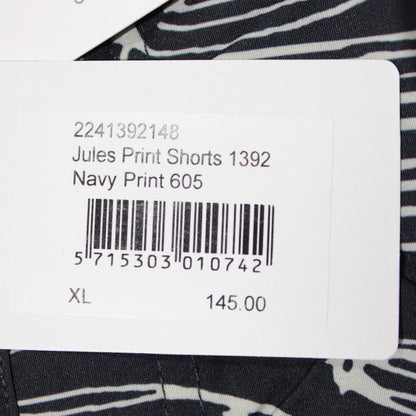 2241392148
Jules Print Shorts 1392
Navy Print 605
5 715303 010742
XL 145.00